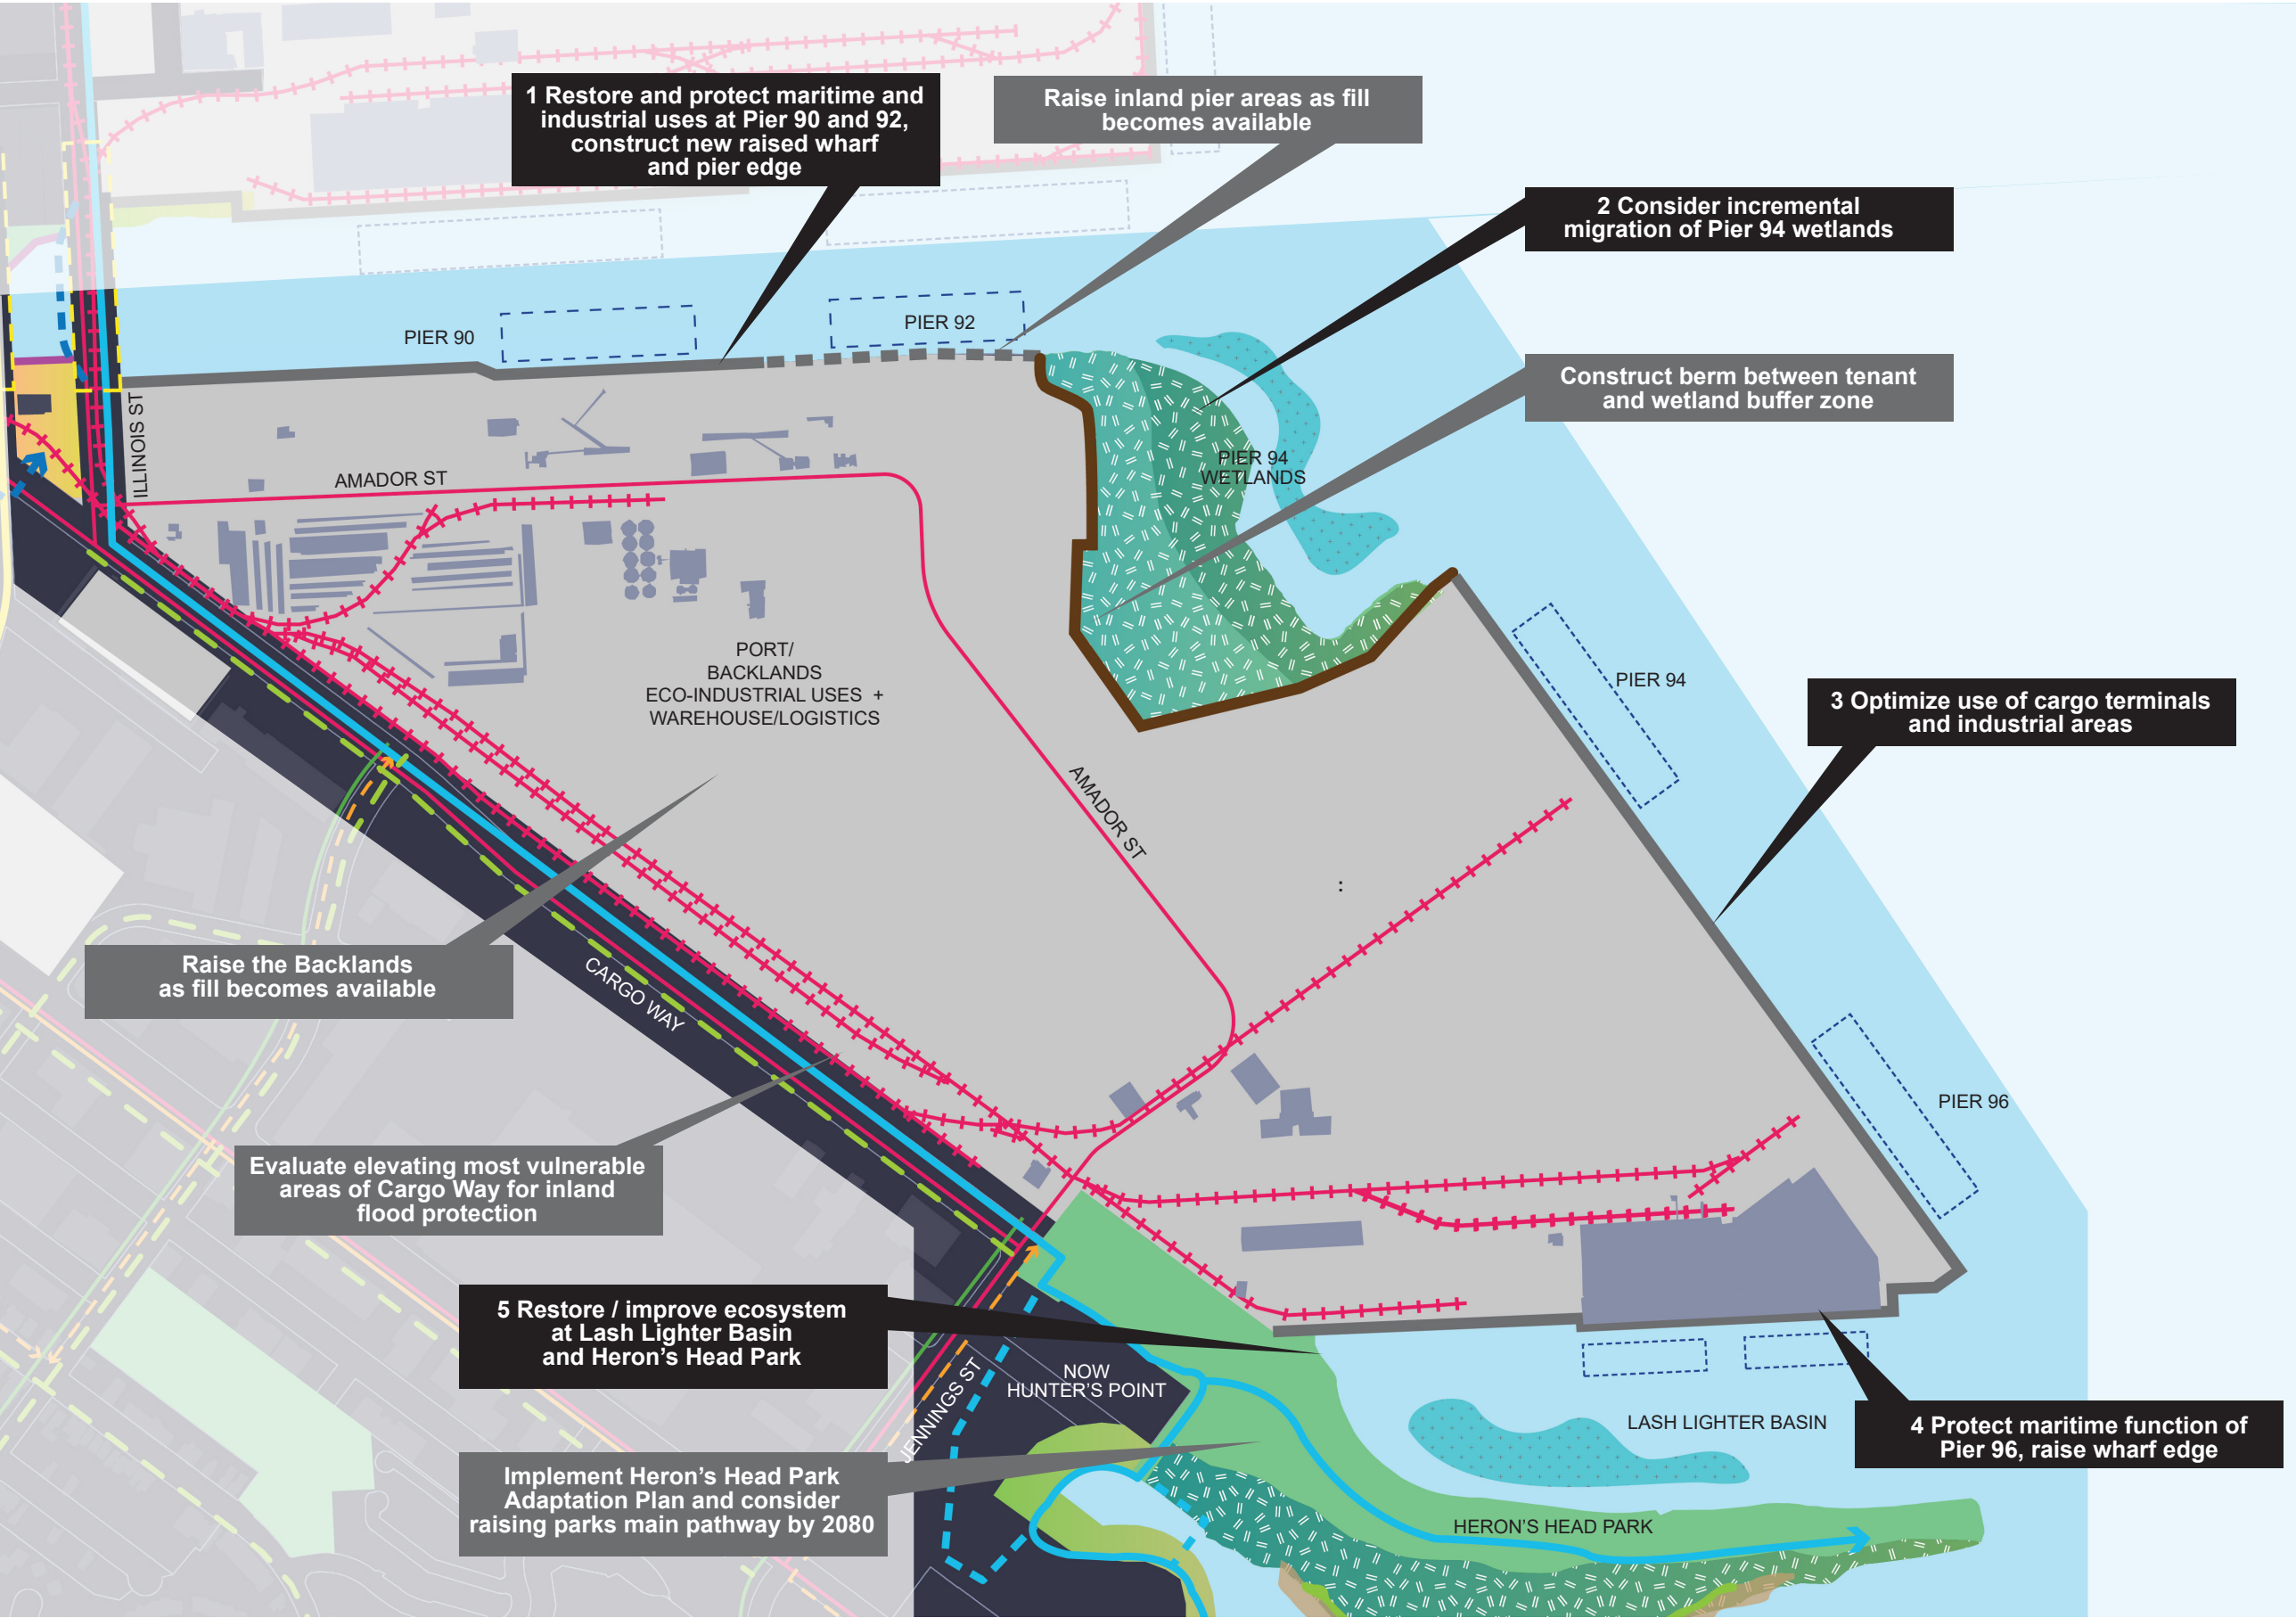 1 Restore and protect maritime and
industrial uses at Pier 90 and 92,
construct new raised wharf
and pier edge
Raise inland pier areas as fill
becomes available
2 Consider incremental
migration of Pier 94 wetlands
PIER 90
PIER 92
Construct berm between tenant
and wetland buffer zone
ILLINOIS ST
AMADOR ST
PIER 94
WETLANDS
PORT/
BACKLANDS
ECO-INDUSTRIAL USES +
WAREHOUSE/LOGISTICS
PIER 94
3 Optimize use of cargo terminals
and industrial areas
AMADOR ST
:
Raise the Backlands
as fill becomes available
CARGO WAY
PIER 96
Evaluate elevating most vulnerable
areas of Cargo Way for inland
flood protection
5 Restore / improve ecosystem
at Lash Lighter Basin
and Heron's Head Park
JENNINGS ST
NOW
HUNTER'S POINT
LASH LIGHTER BASIN
4 Protect maritime function of
Pier 96, raise wharf edge
Implement Heron's Head Park
Adaptation Plan and consider
raising parks main pathway by 2080
HERON'S HEAD PARK